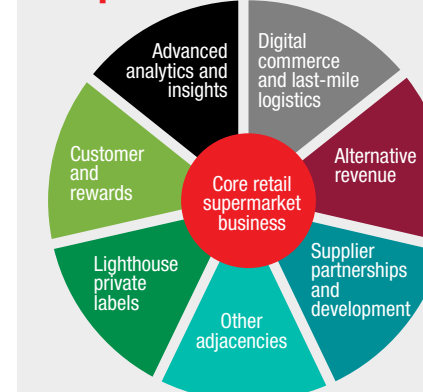 Advanced
analytics and
insights
Digital
commerce
and last-mile
logistics
Customer
and
rewards
Core retail
supermarket
business
Alternative
revenue
Lighthouse
private
labels
Supplier
partnerships
and
development
Other
adjacencies